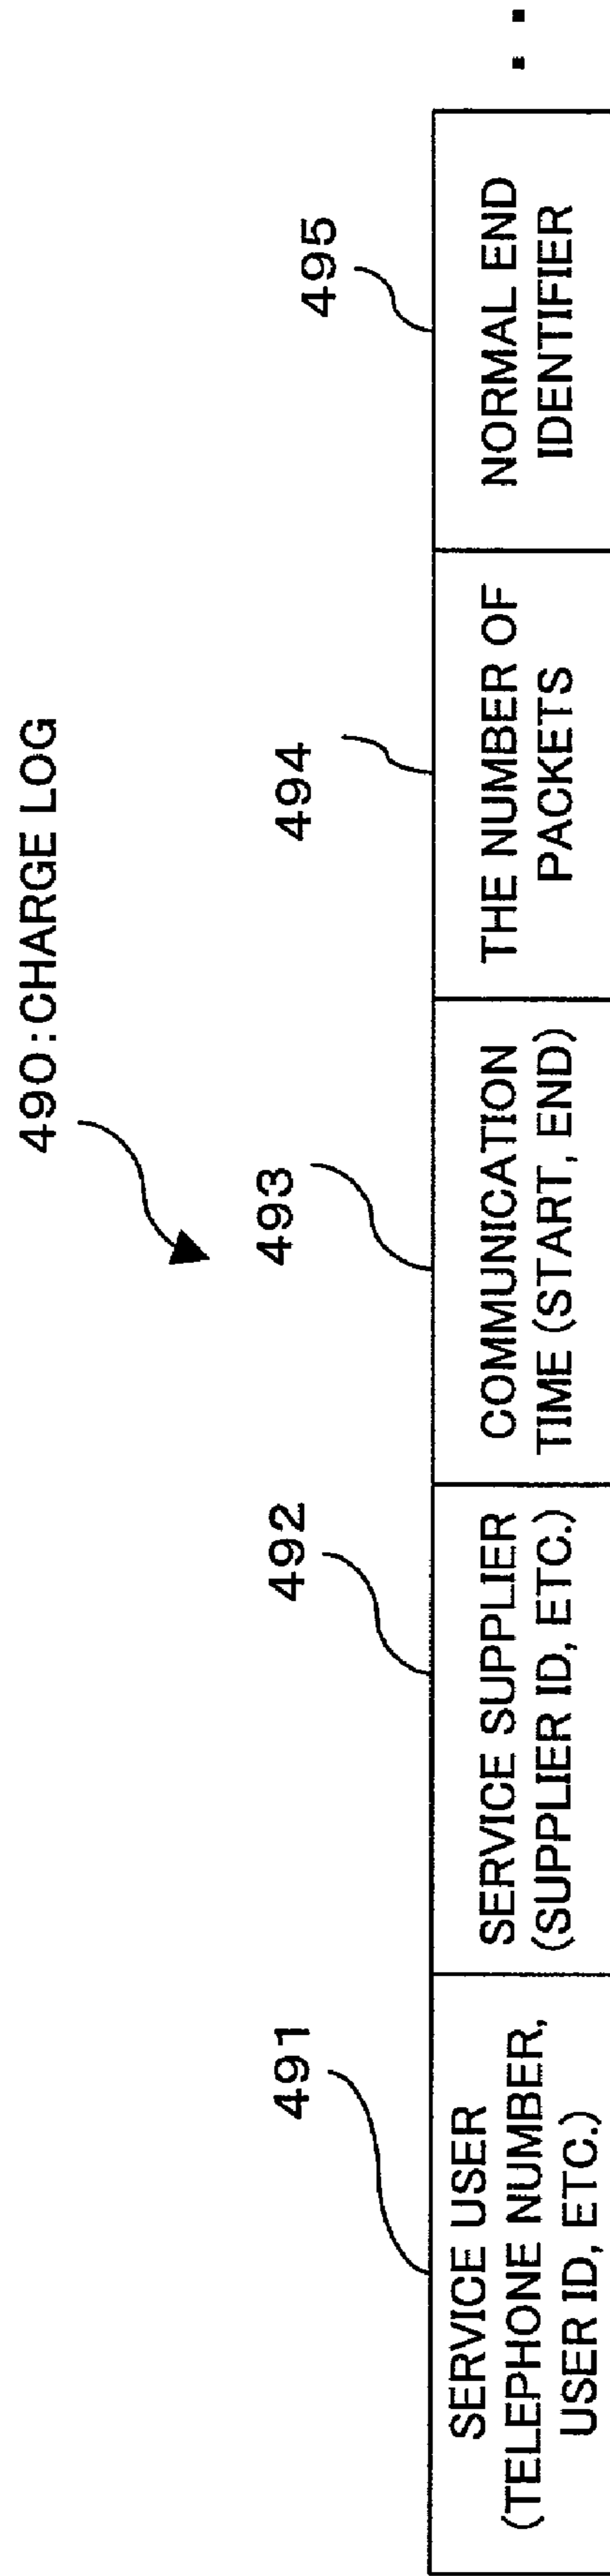 490:CHARGE LOG
491
492
493
494
495
SERVICE USER
(TELEPHONE NUMBER,
USER ID, ETC.)
SERVICE SUPPLIER
(SUPPLIER ID, ETC.)
COMMUNICATION
TIME (START, END)
THE NUMBER OF
PACKETS
NORMAL END
IDENTIFIER